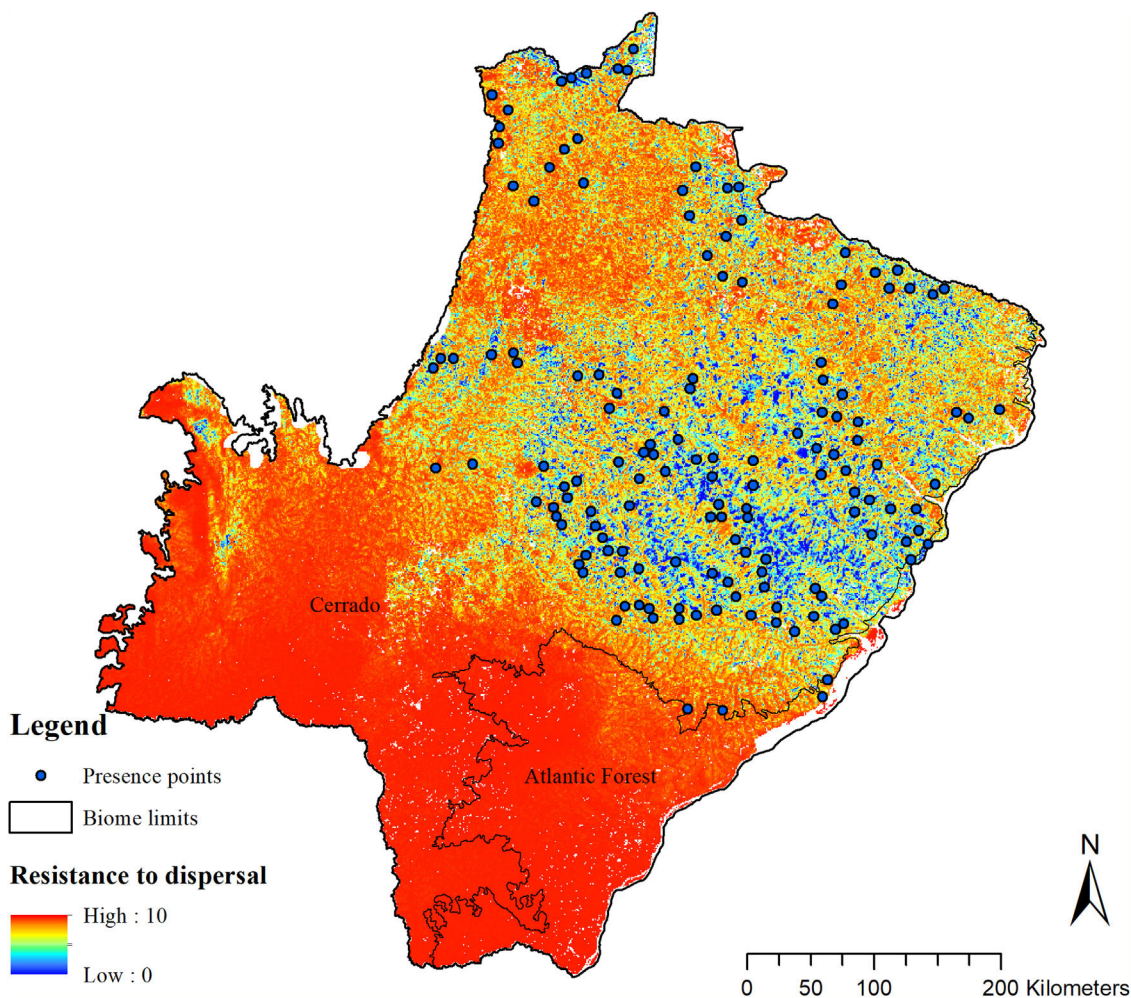 Cerrado
Atlantic Forest
Legend
Presence points
Biome limits
Resistance to dispersal
High : 10
Low : 0
N
0 50 100 200 Kilometers